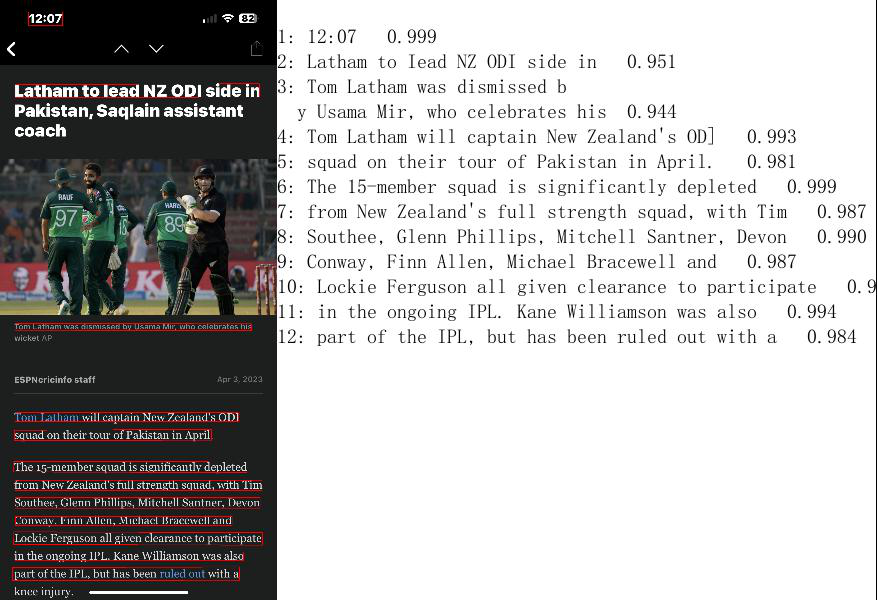 12:07
82
Latham to lead NZ ODI side in
Pakistan, Saqlain assistant
coach
RAUF
97
HARIS
89
18
Tom Latham was dismissed by Usama Mir, who celebrates his
wicket AP
ESPNcricinfo staff
Apr 3, 2023
Tom Latham will captain New Zealand's ODI
squad on their tour of Pakistan in April.
The 15-member squad is significantly depleted
from New Zealand's full strength squad, with Tim
Southee, Glenn Phillips, Mitchell Santner, Devon
Conway, Finn Allen, Michael Bracewell and
Lockie Ferguson all given clearance to participate
in the ongoing IPL. Kane Williamson was also
part of the IPL, but has been ruled out with a
knee injury.
1: 12:07 0.999
2: Latham to Iead NZ ODI side in 0.951
3: Tom Latham was dismissed b
y Usama Mir, who celebrates his 0.944
4: Tom Latham will captain New Zealand's OD] 0.993
5: squad on their tour of Pakistan in April. 0.981
6: The 15-member squad is significantly depleted 0.999
7: from New Zealand's full strength squad, with Tim 0.987
8: Southee, Glenn Phillips, Mitchell Santner, Devon 0.990
9: Conway, Finn Allen, Michael Bracewell and 0.987
10: Lockie Ferguson all given clearance to participate 0.9
11: in the ongoing IPL. Kane Williamson was also 0.994
12: part of the IPL, but has been ruled out with a 0.984